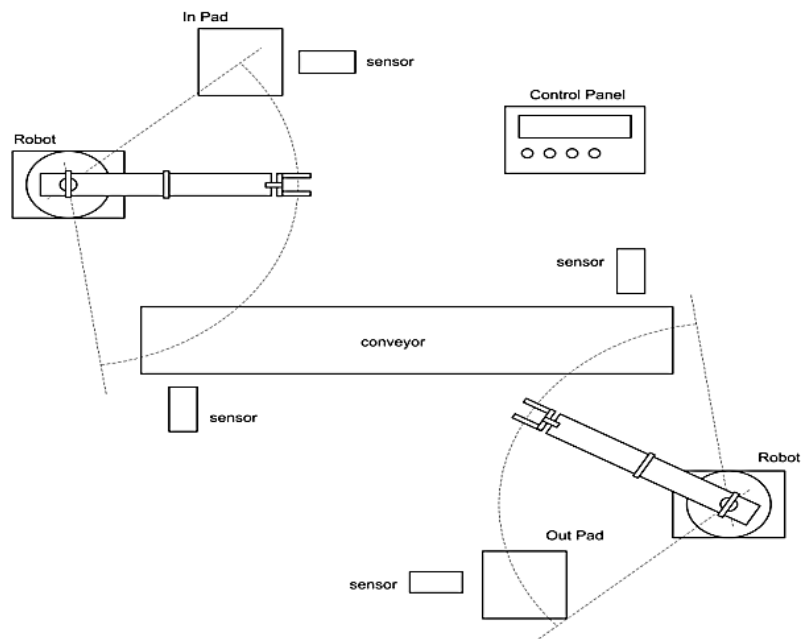 In Pad
sensor
Control Panel
Robot
sensor
conveyor
sensor
Robot
Out Pad
sensor